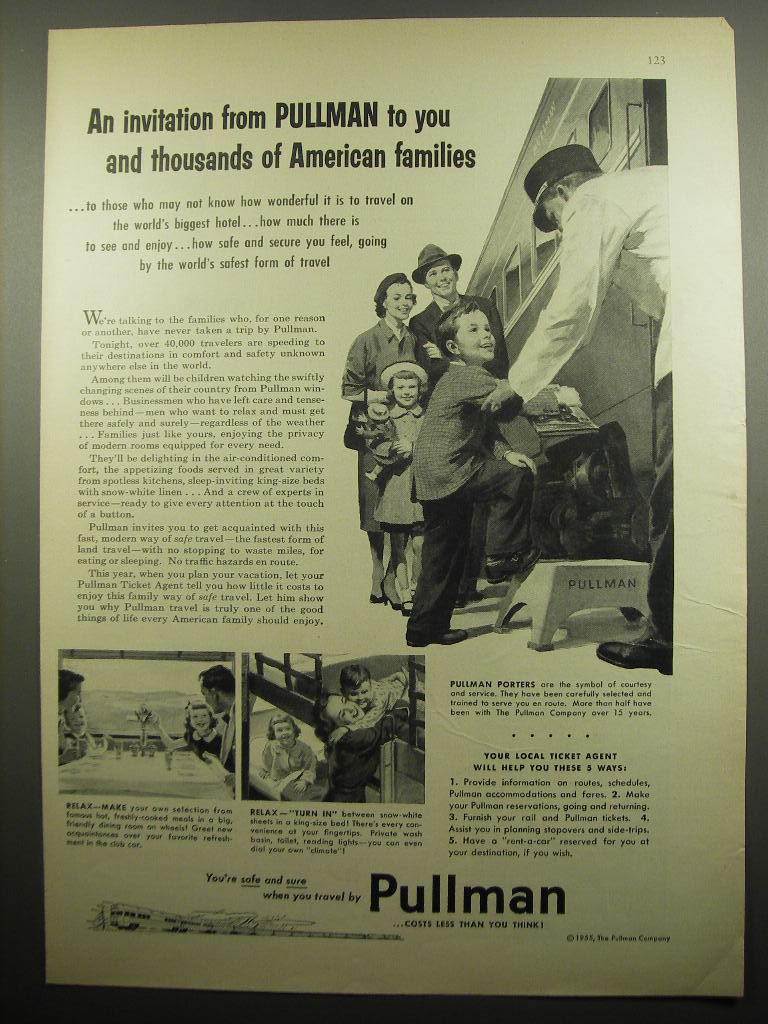 123
An invitation from PULLMAN to you
and thousands of American families
...to those who may not know how wonderful it is to travel on
the world's biggest hotel...how much there is
to see and enjoy...how safe and secure you feel, going
by the world's safest form of travel
We're talking to the families who, for one reason
or another, have never taken a trip by Pullman.
Tonight, over 40,000 travelers are speeding to
their destinations in comfort and safety unknown
anywhere else in the world.
Among them will be children watching the swiftly
changing scenes of their country from Pullman win-
dows . . . Businessmen who have left care and tense-
ness behind—men who want to relax and must get
there safely and surely—regardless of the weather
. . . Families just like yours, enjoying the privacy
of modern rooms equipped for every need.
They'll be delighting in the air-conditioned com-
fort, the appetizing foods served in great variety
from spotless kitchens, sleep-inviting king-size beds
with snow-white linen . . . And a crew of experts in
service—ready to give every attention at the touch
of a button.
Pullman invites you to get acquainted with this
fast, modern way of safe travel—the fastest form of
land travel—with no stopping to waste miles, for
eating or sleeping. No traffic hazards en route.
This year, when you plan your vacation, let your
Pullman Ticket Agent tell you how little it costs to
enjoy this family way of safe travel. Let him show
you why Pullman travel is truly one of the good
things of life every American family should enjoy.
PULLMAN
PULLMAN PORTERS are the symbol of courtesy
and service. They have been carefully selected and
trained to serve you en route. More than half have
been with The Pullman Company over 15 years.
. . . . .
YOUR LOCAL TICKET AGENT
WILL HELP YOU THESE 5 WAYS:
1. Provide information on routes, schedules,
Pullman accommodations and fares. 2. Make
your Pullman reservations, going and returning.
3. Furnish your rail and Pullman tickets. 4.
Assist you in planning stopovers and side-trips.
5. Have a "rent-a-car" reserved for you at
your destination, if you wish.
RELAX—MAKE your own selection from
famous hot, freshly-cooked meals in a big,
friendly dining room on wheels! Greet new
acquaintances over your favorite refresh-
ment in the club car.
RELAX—"TURN IN" between snow-white
sheets in a king-size bed! There's every con-
venience at your fingertips. Private wash
basin, toilet, reading lights—you can even
dial your own "climate"!
You're safe and sure
when you travel by
Pullman
...COSTS LESS THAN YOU THINK!
© 1955, The Pullman Company